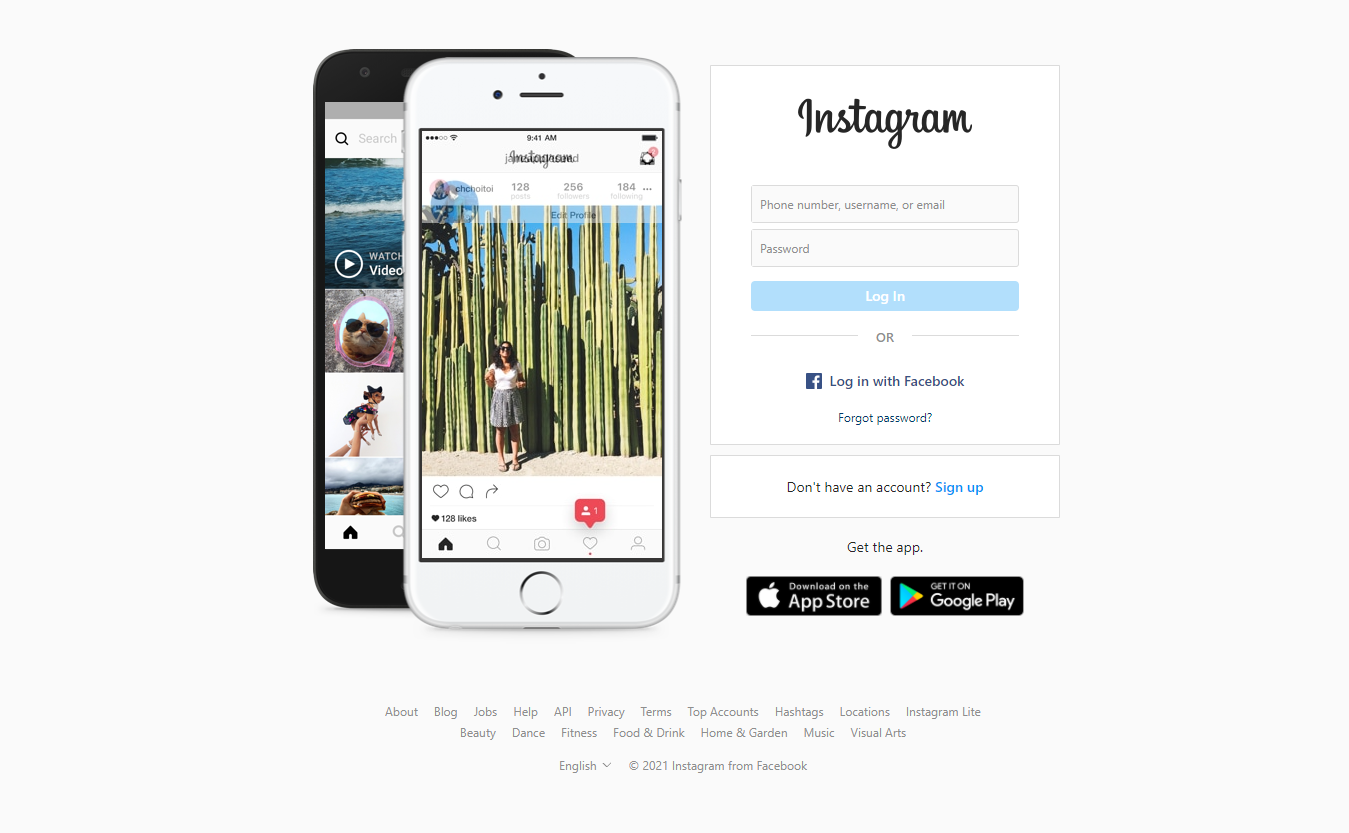 Search
WATCH
Video
9:41 AM
Instagram
chchoitoi
128
posts
256
followers
184
following
Edit Profile
128 likes
1
Instagram
Phone number, username, or email
Password
Log In
OR
Log in with Facebook
Forgot password?
Don't have an account? Sign up
Get the app.
Download on the
App Store
GET IT ON
Google Play
About Blog Jobs Help API Privacy Terms Top Accounts Hashtags Locations Instagram Lite
Beauty Dance Fitness Food & Drink Home & Garden Music Visual Arts
English © 2021 Instagram from Facebook